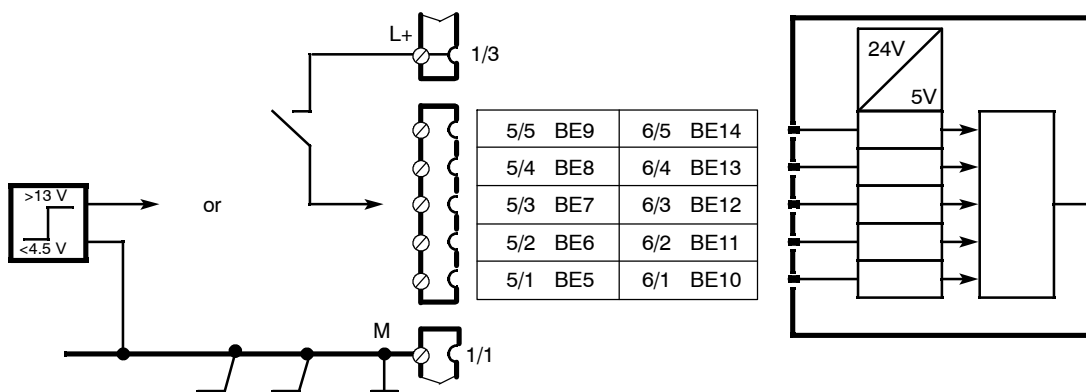 L+
1/3
24V
5V
5/5 BE9 6/5 BE14
5/4 BE8 6/4 BE13
5/3 BE7 6/3 BE12
5/2 BE6 6/2 BE11
5/1 BE5 6/1 BE10
>13 V
<4.5 V
or
M
1/1